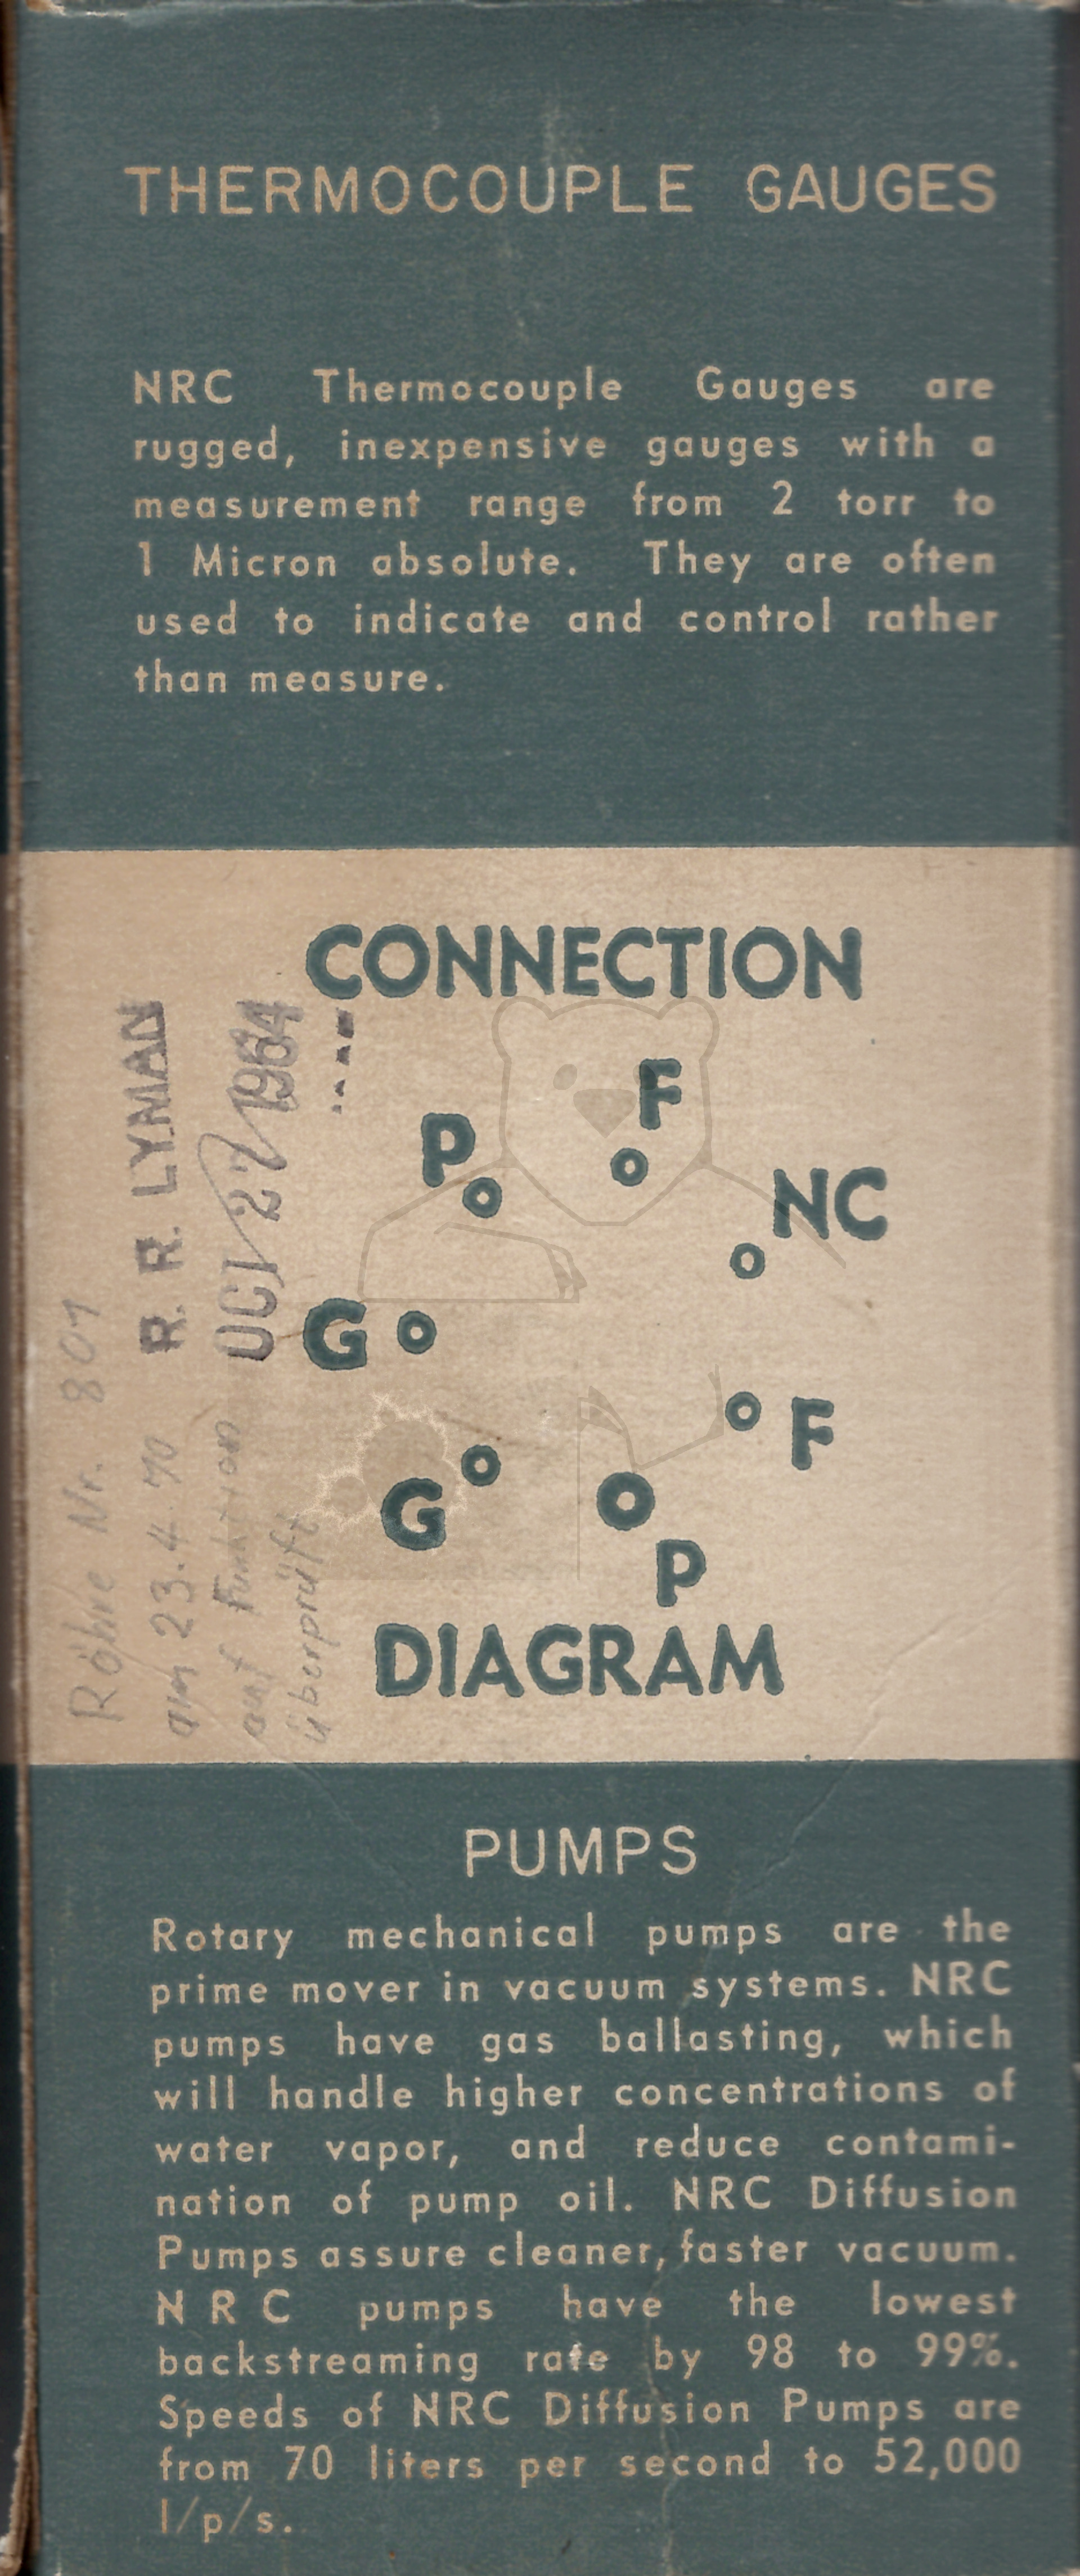 THERMOCOUPLE GAUGES
NRC Thermocouple Gauges are
rugged, inexpensive gauges with a
measurement range from 2 torr to
1 Micron absolute. They are often
used to indicate and control rather
than measure.
CONNECTION
P
F
NC
G
F
G
P
DIAGRAM
R. R. LYMAN
OCT 27 1964
Röhre Nr. 801
am 23.4.70
auf Funktion
überprüft
PUMPS
Rotary mechanical pumps are the
prime mover in vacuum systems. NRC
pumps have gas ballasting, which
will handle higher concentrations of
water vapor, and reduce contami-
nation of pump oil. NRC Diffusion
Pumps assure cleaner, faster vacuum.
NRC pumps have the lowest
backstreaming rate by 98 to 99%.
Speeds of NRC Diffusion Pumps are
from 70 liters per second to 52,000
l/p/s.